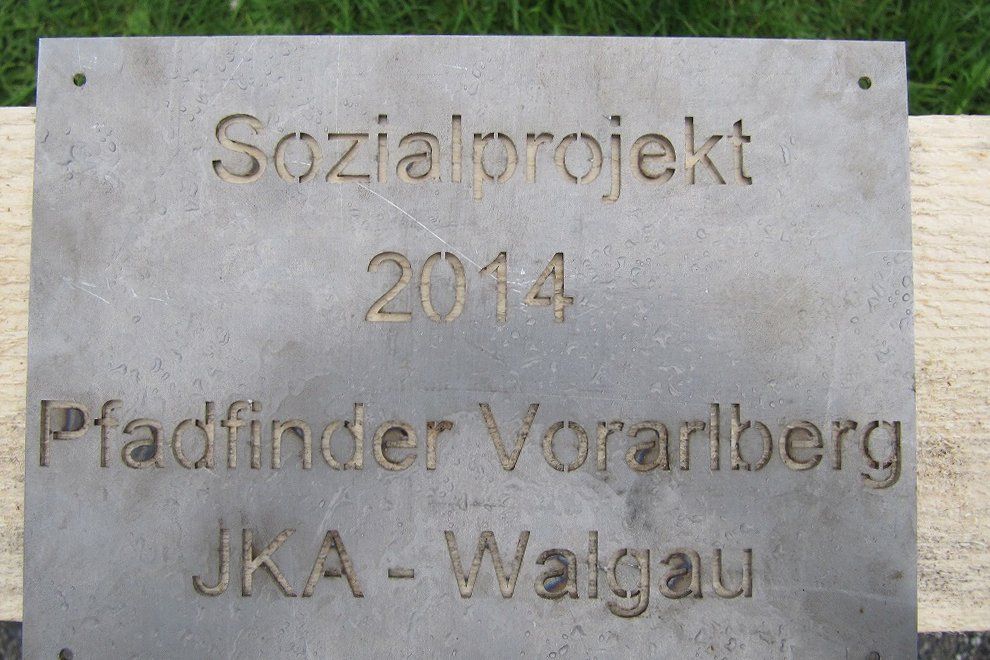 Sozialprojekt
2014
Pfadfinder Vorarlberg
JKA - Walgau